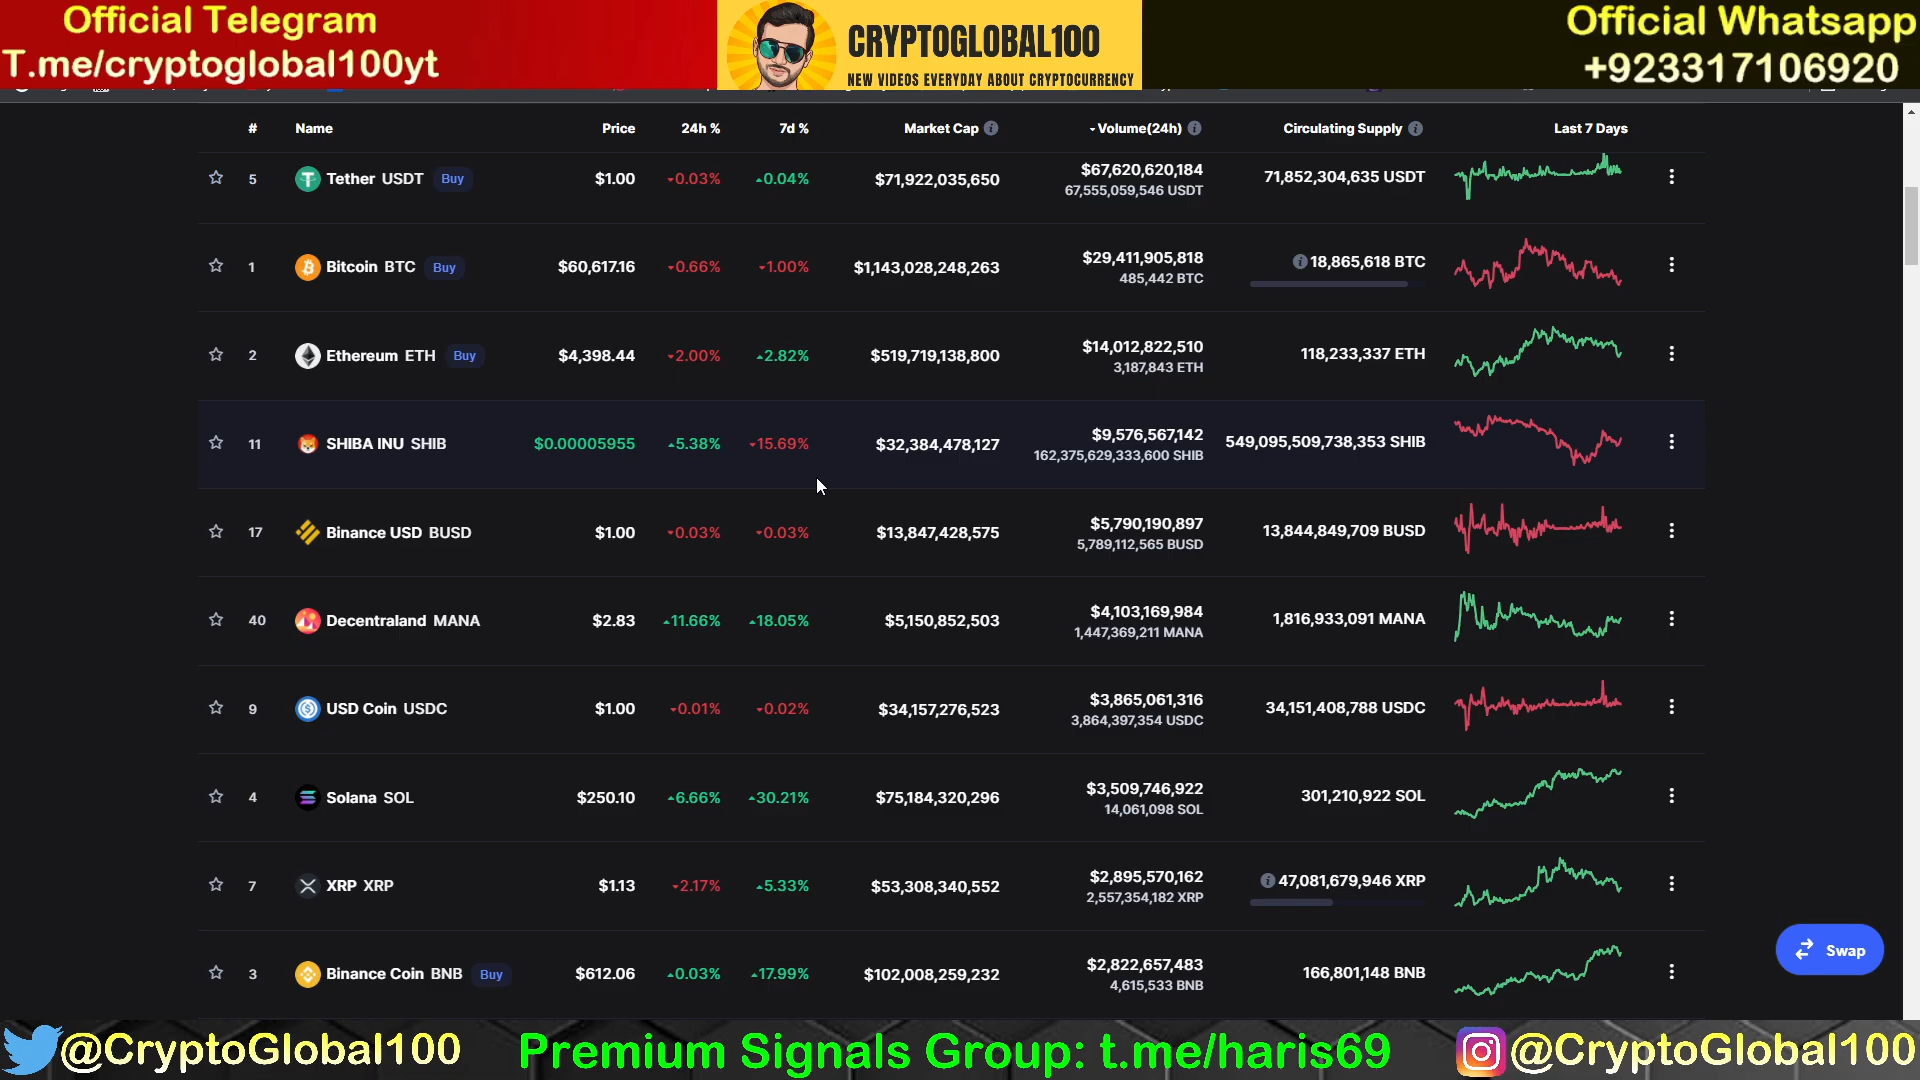 Official Telegram
T.me/cryptoglobal100yt
CRYPTOGLOBAL100
NEW VIDEOS EVERYDAY ABOUT CRYPTOCURRENCY
Official Whatsapp
+923317106920
# Name Price 24h % 7d % Market Cap Volume(24h) Circulating Supply Last 7 Days
5 Tether USDT Buy $1.00 0.03% 0.04% $71,922,035,650 $67,620,620,184 71,852,304,635 USDT
67,555,059,546 USDT
1 Bitcoin BTC Buy $60,617.16 0.66% 1.00% $1,143,028,248,263 $29,411,905,818 18,865,618 BTC
485,442 BTC
2 Ethereum ETH Buy $4,398.44 2.00% 2.82% $519,719,138,800 $14,012,822,510 118,233,337 ETH
3,187,843 ETH
11 SHIBA INU SHIB $0.00005955 5.38% 15.69% $32,384,478,127 $9,576,567,142 549,095,509,738,353 SHIB
162,375,629,333,600 SHIB
17 Binance USD BUSD $1.00 0.03% 0.03% $13,847,428,575 $5,790,190,897 13,844,849,709 BUSD
5,789,112,565 BUSD
40 Decentraland MANA $2.83 11.66% 18.05% $5,150,852,503 $4,103,169,984 1,816,933,091 MANA
1,447,369,211 MANA
9 USD Coin USDC $1.00 0.01% 0.02% $34,157,276,523 $3,865,061,316 34,151,408,788 USDC
3,864,397,354 USDC
4 Solana SOL $250.10 6.66% 30.21% $75,184,320,296 $3,509,746,922 301,210,922 SOL
14,061,098 SOL
7 XRP XRP $1.13 2.17% 5.33% $53,308,340,552 $2,895,570,162 47,081,679,946 XRP
2,557,354,182 XRP
3 Binance Coin BNB Buy $612.06 0.03% 17.99% $102,008,259,232 $2,822,657,483 166,801,148 BNB
4,615,533 BNB
Swap
@CryptoGlobal100 Premium Signals Group: t.me/haris69 @CryptoGlobal100